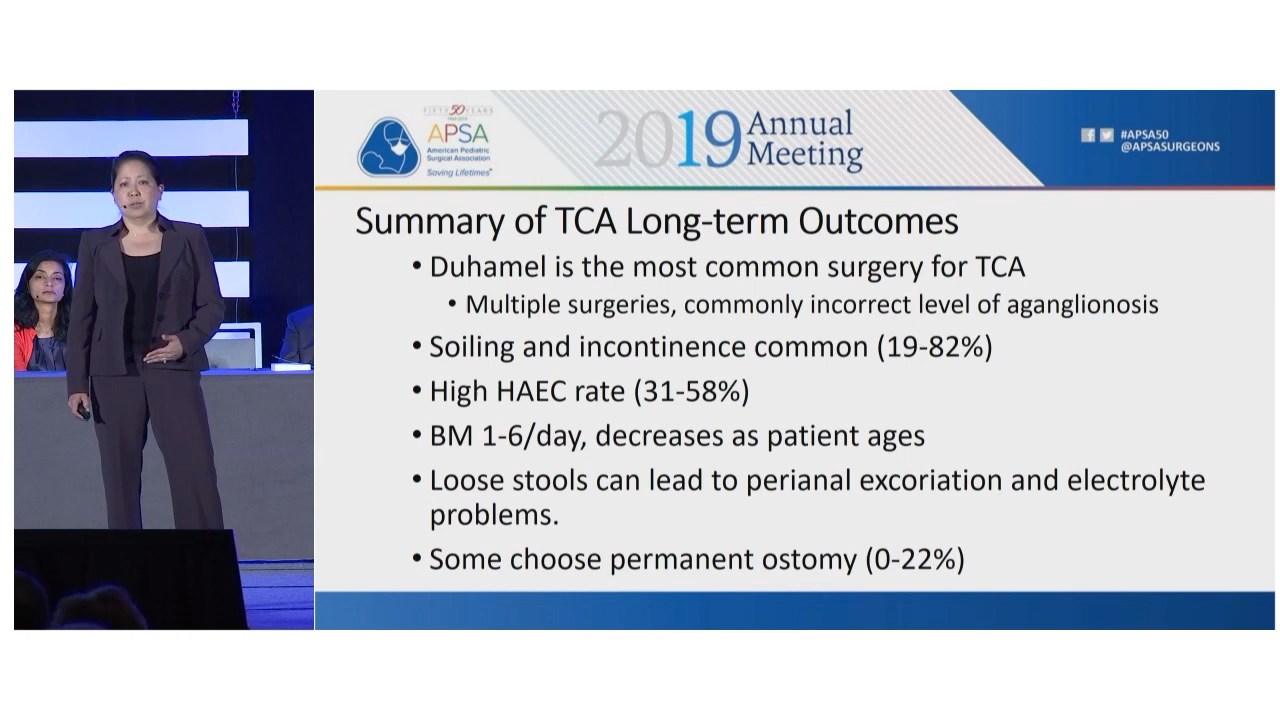 FIFTY 50 YEARS
APSA
American Pediatric
Surgical Association
Saving Lifetimes
2019 Annual
Meeting
#APSA50
@APSASURGEONS
Summary of TCA Long-term Outcomes
• Duhamel is the most common surgery for TCA
• Multiple surgeries, commonly incorrect level of aganglionosis
• Soiling and incontinence common (19-82%)
• High HAEC rate (31-58%)
• BM 1-6/day, decreases as patient ages
• Loose stools can lead to perianal excoriation and electrolyte
problems.
• Some choose permanent ostomy (0-22%)